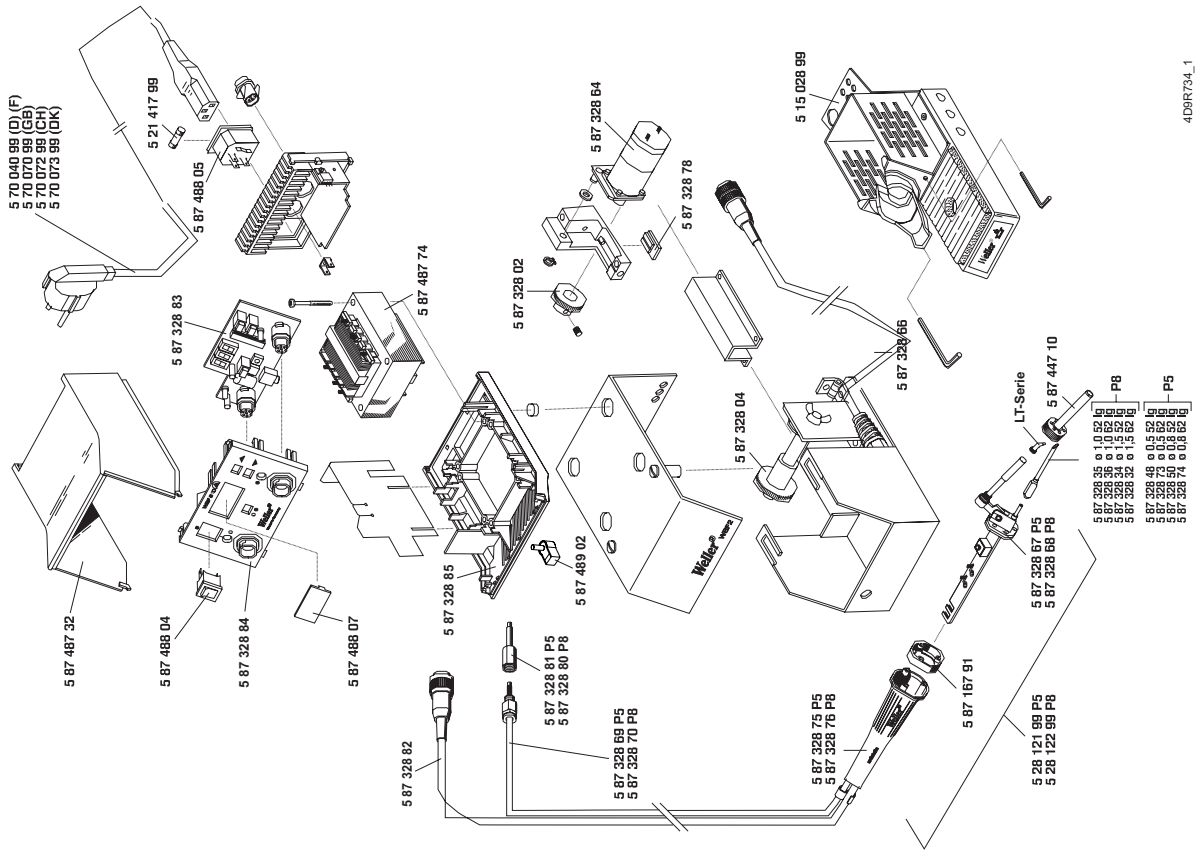 5 70 040 99 (D) (F)
5 70 070 99 (GB)
5 70 072 99 (CH)
5 70 073 99 (DK)
5 21 417 99
5 87 488 05
5 87 328 83
5 87 487 74
5 87 487 32
5 87 488 04
5 87 328 84
5 87 488 07
Weller
5 87 328 85
5 87 489 02
5 87 328 64
5 87 328 78
5 87 328 02
5 15 028 99
Weller
5 87 328 66
5 87 328 04
Weller WSF2
5 87 328 82
5 87 328 81 P5
5 87 328 80 P8
5 87 328 69 P5
5 87 328 70 P8
5 87 328 75 P5
5 87 328 76 P8
Weller
5 87 167 91
5 28 121 99 P5
5 28 122 99 P8
5 87 328 67 P5
5 87 328 68 P8
LT-Serie
5 87 447 10
P8
5 87 328 35 ø 1,0 52 lg
5 87 328 36 ø 1,0 62 lg
5 87 328 34 ø 1,5 52 lg
5 87 328 32 ø 1,5 62 lg
P5
5 87 328 48 ø 0,5 52 lg
5 87 328 73 ø 0,5 62 lg
5 87 328 50 ø 0,8 52 lg
5 87 328 74 ø 0,8 62 lg
4D9R734_1